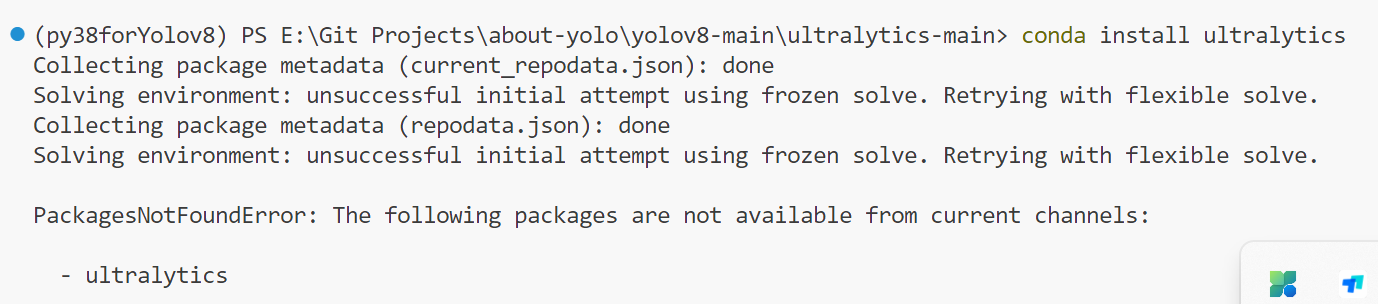 (py38forYolov8) PS E:\Git Projects\about-yolo\yolov8-main\ultralytics-main> conda install ultralytics
Collecting package metadata (current_repodata.json): done
Solving environment: unsuccessful initial attempt using frozen solve. Retrying with flexible solve.
Collecting package metadata (repodata.json): done
Solving environment: unsuccessful initial attempt using frozen solve. Retrying with flexible solve.
PackagesNotFoundError: The following packages are not available from current channels:
- ultralytics